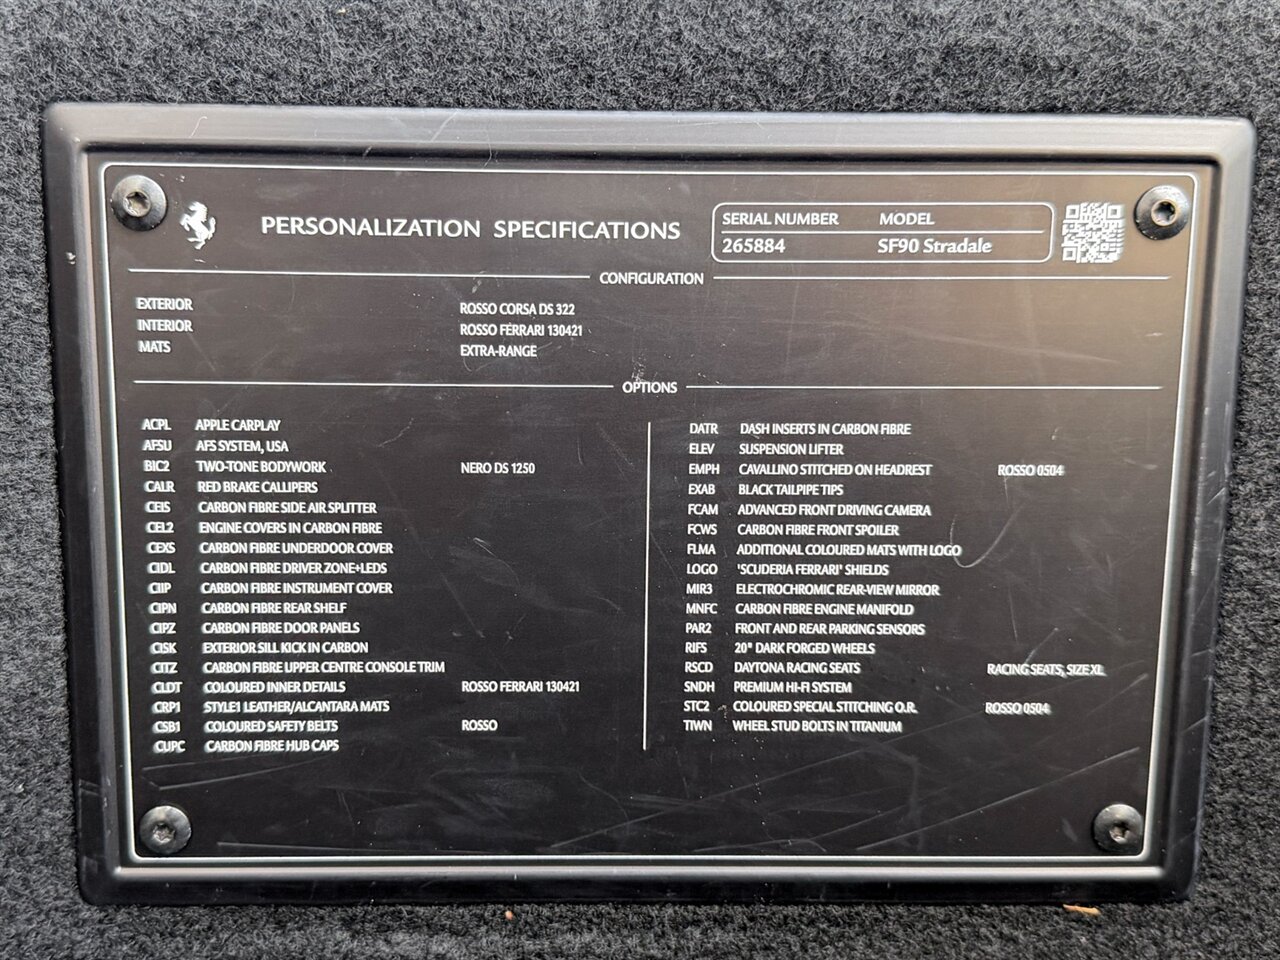 PERSONALIZATION SPECIFICATIONS
SERIAL NUMBER MODEL
265884 SF90 Stradale
CONFIGURATION
EXTERIOR ROSSO CORSA DS 322
INTERIOR ROSSO FERRARI 130421
MATS EXTRA-RANGE
OPTIONS
ACPL APPLE CARPLAY
AFSU AFS SYSTEM, USA
BIC2 TWO-TONE BODYWORK NERO DS 1250
CALR RED BRAKE CALLIPERS
CEIS CARBON FIBRE SIDE AIR SPLITTER
CEL2 ENGINE COVERS IN CARBON FIBRE
CEXS CARBON FIBRE UNDERDOOR COVER
CIDL CARBON FIBRE DRIVER ZONE+LEDS
CIIP CARBON FIBRE INSTRUMENT COVER
CIPN CARBON FIBRE REAR SHELF
CIPZ CARBON FIBRE DOOR PANELS
CISK EXTERIOR SILL KICK IN CARBON
CITZ CARBON FIBRE UPPER CENTRE CONSOLE TRIM
CLDT COLOURED INNER DETAILS ROSSO FERRARI 130421
CRP1 STYLE1 LEATHER/ALCANTARA MATS
CSB1 COLOURED SAFETY BELTS ROSSO
CUPC CARBON FIBRE HUB CAPS
DATR DASH INSERTS IN CARBON FIBRE
ELEV SUSPENSION LIFTER
EMPH CAVALLINO STITCHED ON HEADREST ROSSO 0504
EXAB BLACK TAILPIPE TIPS
FCAM ADVANCED FRONT DRIVING CAMERA
FCWS CARBON FIBRE FRONT SPOILER
FLMA ADDITIONAL COLOURED MATS WITH LOGO
LOGO 'SCUDERIA FERRARI' SHIELDS
MIR3 ELECTROCHROMIC REAR-VIEW MIRROR
MNFC CARBON FIBRE ENGINE MANIFOLD
PAR2 FRONT AND REAR PARKING SENSORS
RIFS 20" DARK FORGED WHEELS
RSCD DAYTONA RACING SEATS RACING SEATS, SIZE XL
SNDH PREMIUM HI-FI SYSTEM
STC2 COLOURED SPECIAL STITCHING O.R. ROSSO 0504
TIWN WHEEL STUD BOLTS IN TITANIUM